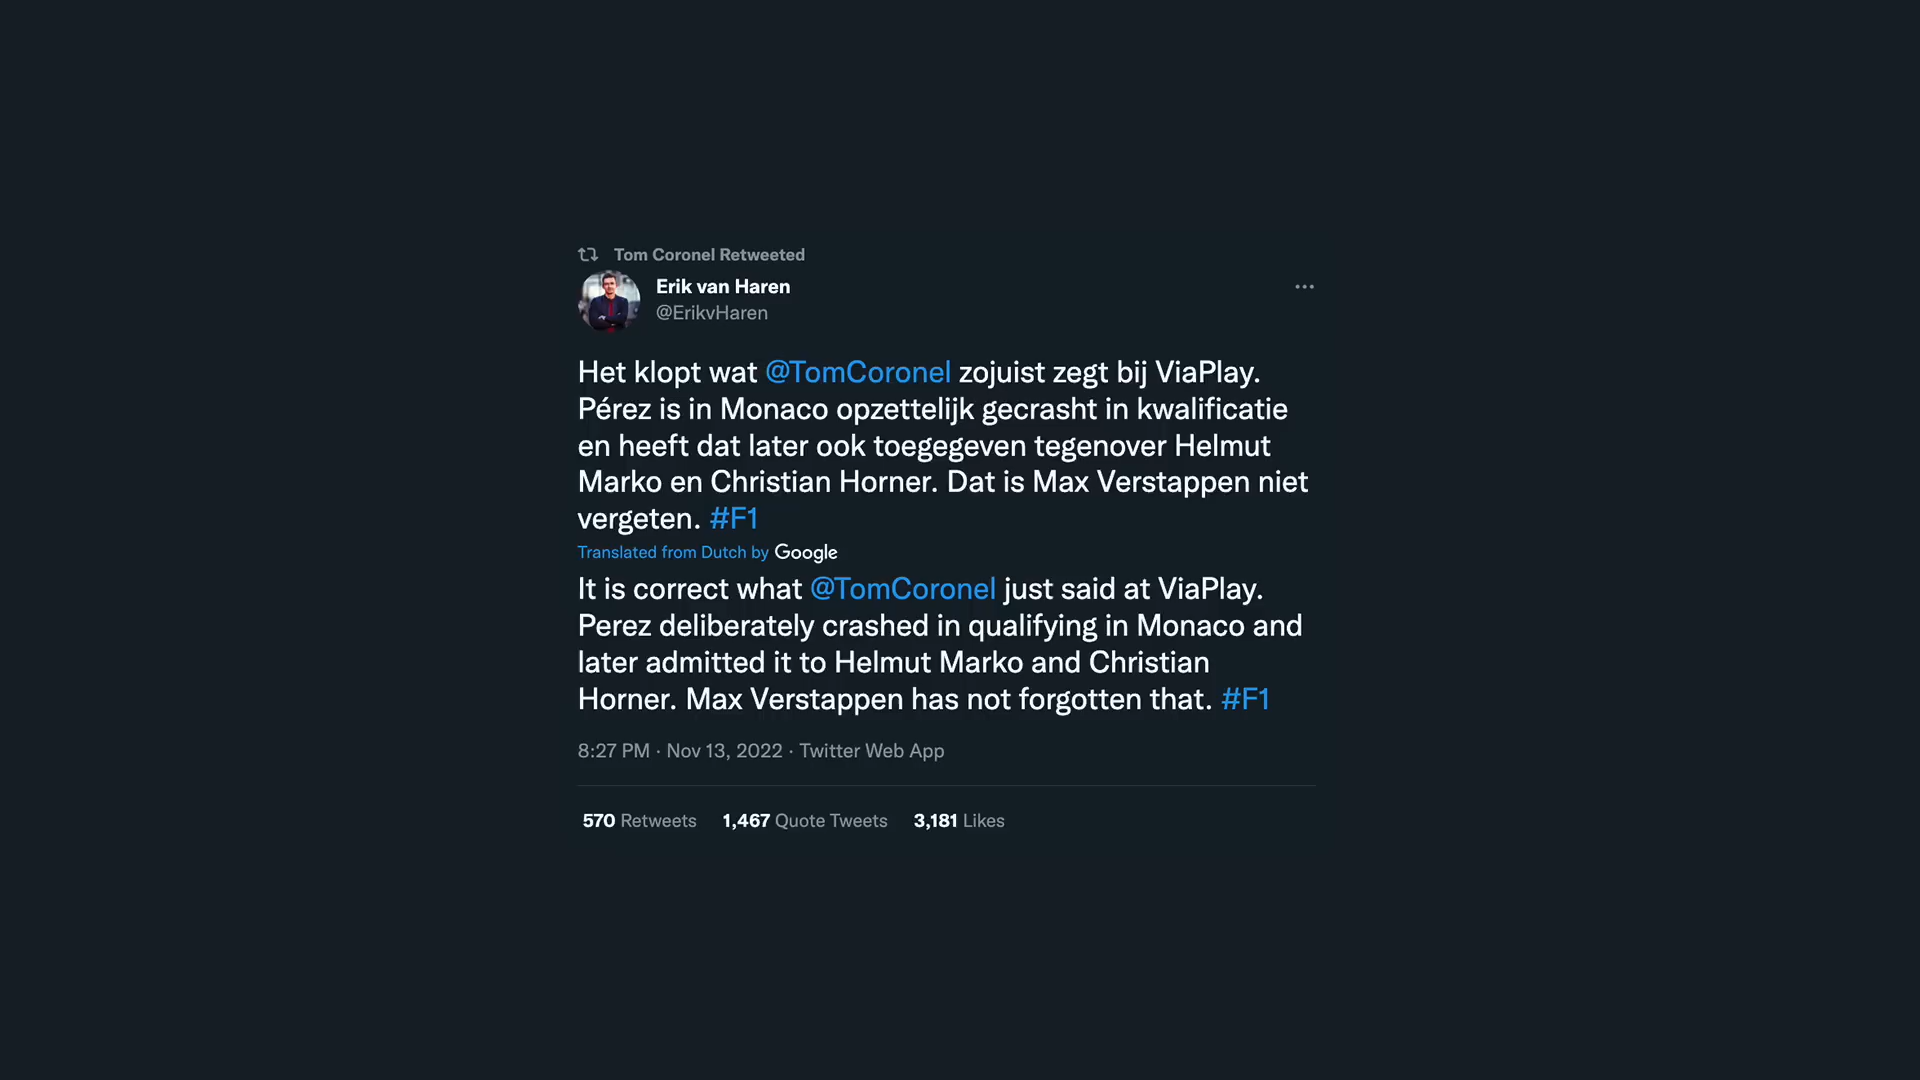 Tom Coronel Retweeted
Erik van Haren
@ErikvHaren
Het klopt wat @TomCoronel zojuist zegt bij ViaPlay.
Pérez is in Monaco opzettelijk gecrasht in kwalificatie
en heeft dat later ook toegegeven tegenover Helmut
Marko en Christian Horner. Dat is Max Verstappen niet
vergeten. #F1
Translated from Dutch by Google
It is correct what @TomCoronel just said at ViaPlay.
Perez deliberately crashed in qualifying in Monaco and
later admitted it to Helmut Marko and Christian
Horner. Max Verstappen has not forgotten that. #F1
8:27 PM · Nov 13, 2022 · Twitter Web App
570 Retweets 1,467 Quote Tweets 3,181 Likes